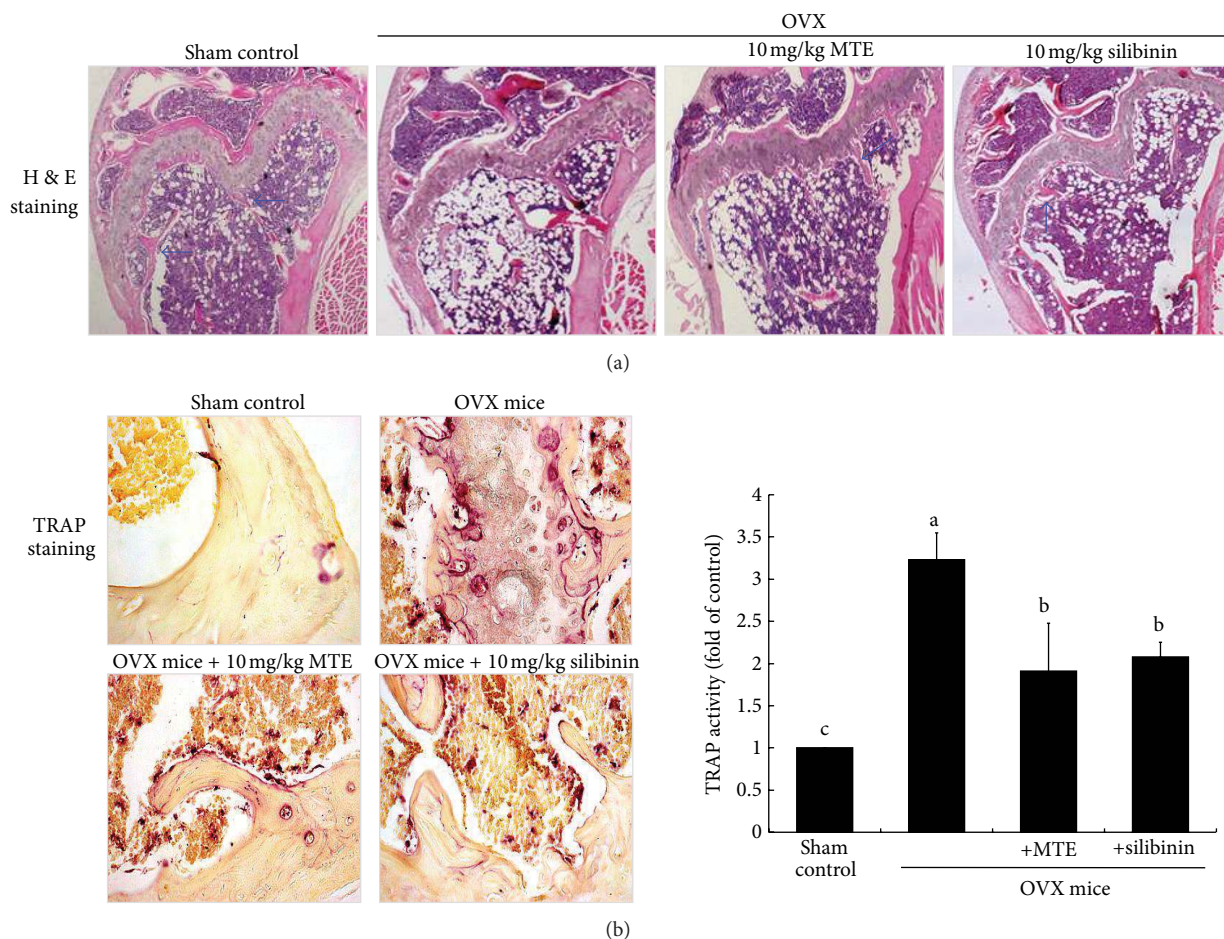 OVX
Sham control
10 mg/kg MTE
10 mg/kg silibinin
H & E
staining
(a)
Sham control
OVX mice
TRAP
staining
OVX mice + 10 mg/kg MTE
OVX mice + 10 mg/kg silibinin
TRAP activity (fold of control)
4
3.5
3
2.5
2
1.5
1
0.5
0
c
a
b
b
Sham
control
+MTE
+silibinin
OVX mice
(b)